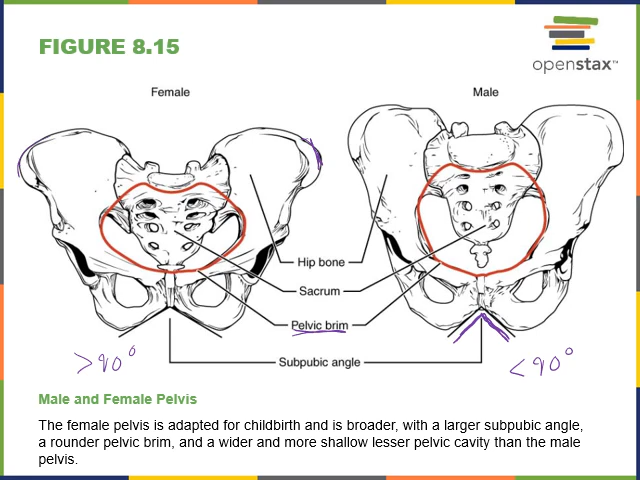 FIGURE 8.15
openstax™
Female
Male
Hip bone
Sacrum
Pelvic brim
Subpubic angle
>90°
<90°
Male and Female Pelvis
The female pelvis is adapted for childbirth and is broader, with a larger subpubic angle,
a rounder pelvic brim, and a wider and more shallow lesser pelvic cavity than the male
pelvis.